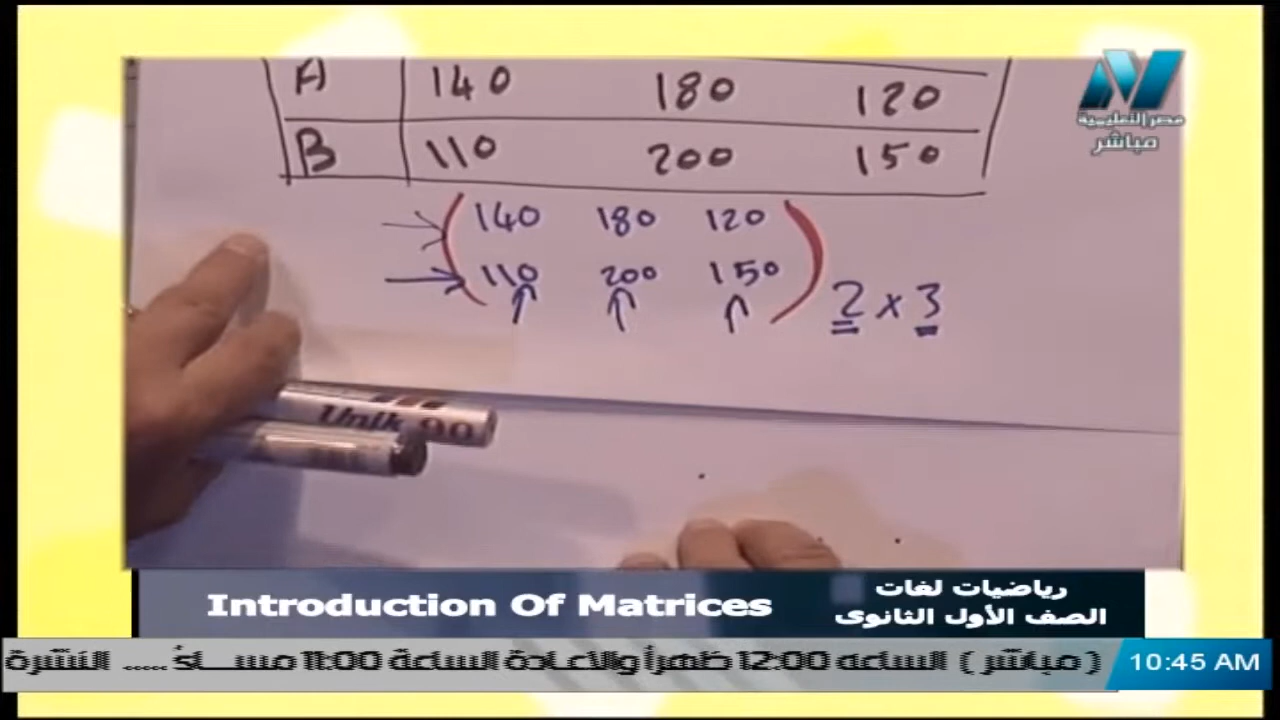 A 140 180 120
B 110 200 150
140 180 120
110 200 150
2 x 3
Unik 90
مصر التعليمية
مباشر
Introduction Of Matrices
رياضيات لغات
الصف الأول الثانوى
( مباشر ) الساعه 12:00 ظهراً والاعادة الساعة 11:00 مساءً ..... النشرة
10:45 AM